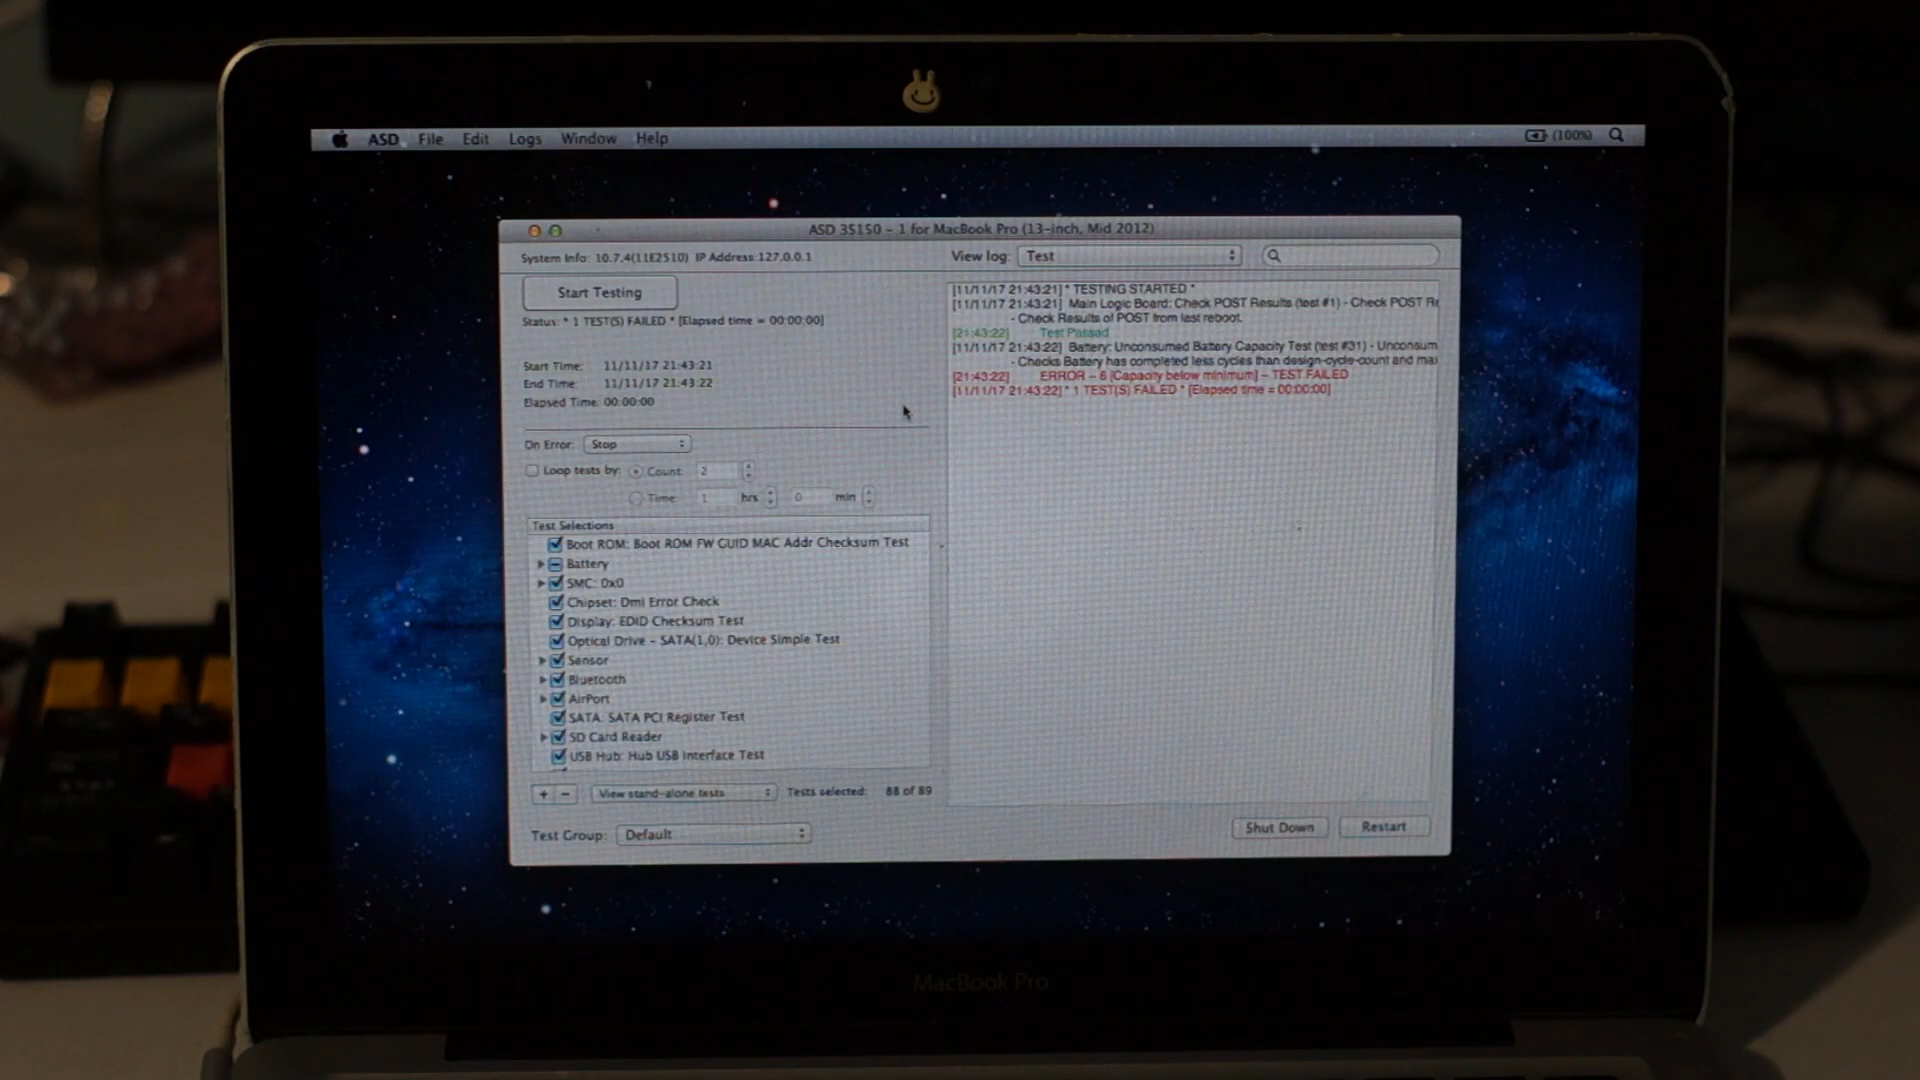 ASD File Edit Logs Window Help (100%)
ASD 3S150 - 1 for MacBook Pro (13-inch, Mid 2012)
System Info: 10.7.4(11E2510) IP Address:127.0.0.1
View log: Test
Start Testing
Status: * 1 TEST(S) FAILED * [Elapsed time = 00:00:00]
Start Time: 11/11/17 21:43:21
End Time: 11/11/17 21:43:22
Elapsed Time: 00:00:00
On Error: Stop
Loop tests by: Count: 2
Time: 1 hrs 0 min
Test Selections
Boot ROM: Boot ROM FW GUID MAC Addr Checksum Test
Battery
SMC: 0x0
Chipset: Dmi Error Check
Display: EDID Checksum Test
Optical Drive - SATA(1,0): Device Simple Test
Sensor
Bluetooth
AirPort
SATA: SATA PCI Register Test
SD Card Reader
USB Hub: Hub USB Interface Test
+ - View stand-alone tests Tests selected: 88 of 89
Test Group: Default
[11/11/17 21:43:21] * TESTING STARTED *
[11/11/17 21:43:21] Main Logic Board: Check POST Results (test #1) - Check POST Re
- Check Results of POST from last reboot.
[21:43:22] Test Passed
[11/11/17 21:43:22] Battery: Unconsumed Battery Capacity Test (test #31) - Unconsum
- Checks Battery has completed less cycles than design-cycle-count and max
[21:43:22] ERROR - 6 [Capacity below minimum] - TEST FAILED
[11/11/17 21:43:22] * 1 TEST(S) FAILED * [Elapsed time = 00:00:00]
Shut Down Restart
MacBook Pro